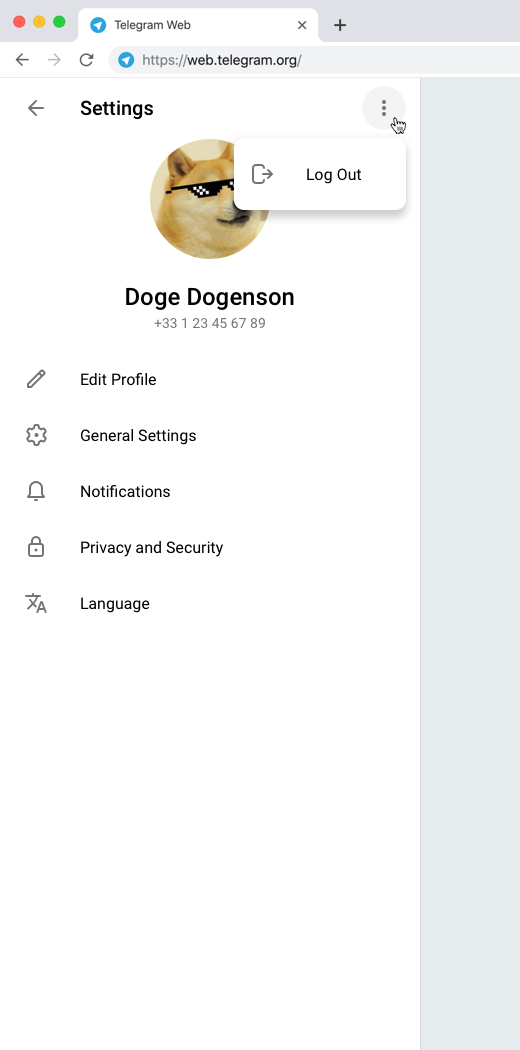 Telegram Web
https://web.telegram.org/
Settings
Log Out
Doge Dogenson
+33 1 23 45 67 89
Edit Profile
General Settings
Notifications
Privacy and Security
Language